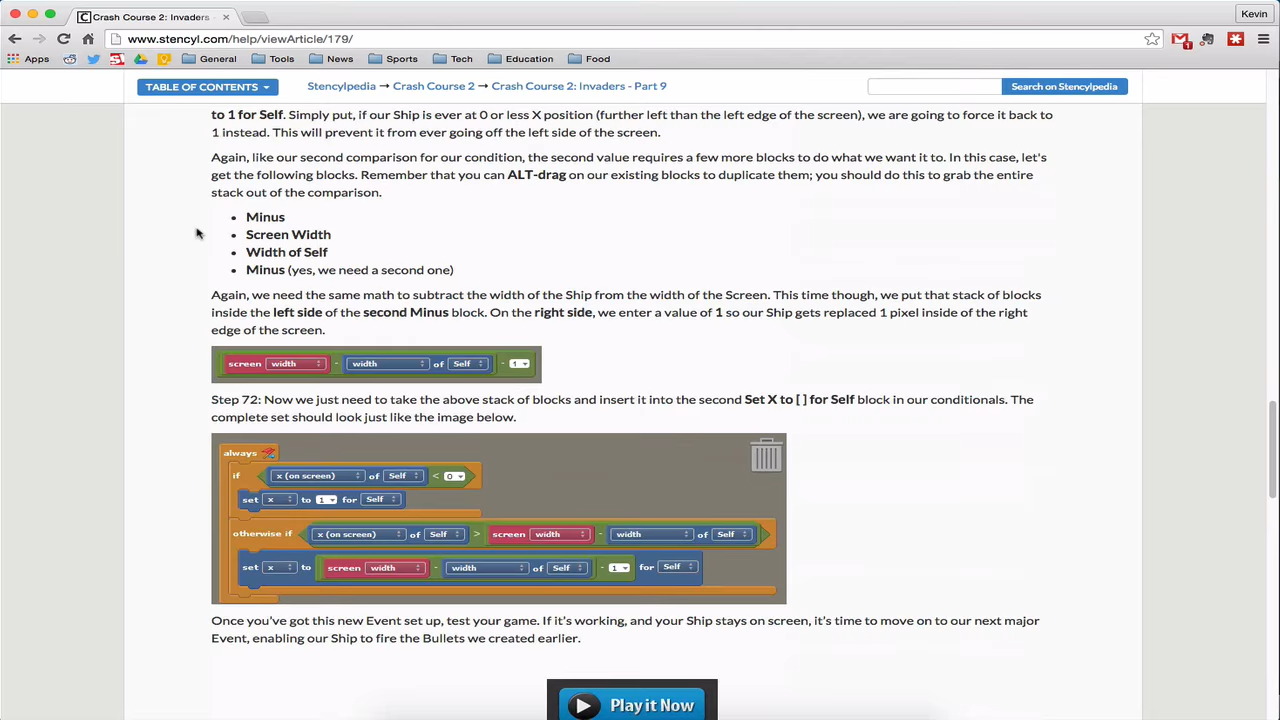 Crash Course 2: Invaders
Kevin
www.stencyl.com/help/viewArticle/179/
Apps General Tools News Sports Tech Education Food
TABLE OF CONTENTS Stencylpedia → Crash Course 2 → Crash Course 2: Invaders - Part 9 Search on Stencylpedia
to 1 for Self. Simply put, if our Ship is ever at 0 or less X position (further left than the left edge of the screen), we are going to force it back to
1 instead. This will prevent it from ever going off the left side of the screen.
Again, like our second comparison for our condition, the second value requires a few more blocks to do what we want it to. In this case, let's
get the following blocks. Remember that you can ALT-drag on our existing blocks to duplicate them; you should do this to grab the entire
stack out of the comparison.
• Minus
• Screen Width
• Width of Self
• Minus (yes, we need a second one)
Again, we need the same math to subtract the width of the Ship from the width of the Screen. This time though, we put that stack of blocks
inside the left side of the second Minus block. On the right side, we enter a value of 1 so our Ship gets replaced 1 pixel inside of the right
edge of the screen.
screen width - width of Self - 1
Step 72: Now we just need to take the above stack of blocks and insert it into the second Set X to [ ] for Self block in our conditionals. The
complete set should look just like the image below.
always
if x (on screen) of Self < 0
set x to 1 for Self
otherwise if x (on screen) of Self > screen width - width of Self
set x to screen width - width of Self - 1 for Self
Once you've got this new Event set up, test your game. If it's working, and your Ship stays on screen, it's time to move on to our next major
Event, enabling our Ship to fire the Bullets we created earlier.
Play it Now